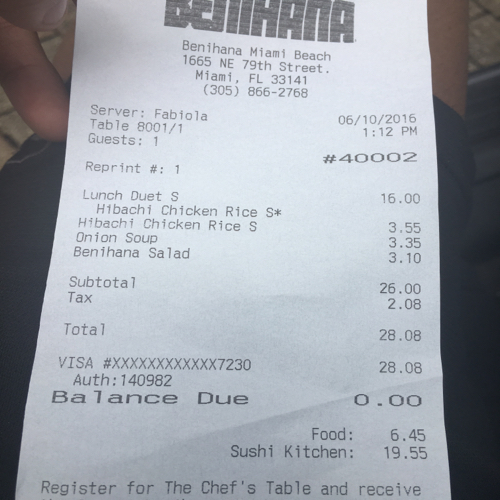 BENIHANA
Benihana Miami Beach
1665 NE 79th Street.
Miami, FL 33141
(305) 866-2768
Server: Fabiola 06/10/2016
Table 8001/1 1:12 PM
Guests: 1
#40002
Reprint #: 1
Lunch Duet S 16.00
Hibachi Chicken Rice S*
Hibachi Chicken Rice S 3.55
Onion Soup 3.35
Benihana Salad 3.10
Subtotal 26.00
Tax 2.08
Total 28.08
VISA #XXXXXXXXXXXX7230 28.08
Auth:140982
Balance Due 0.00
Food: 6.45
Sushi Kitchen: 19.55
Register for The Chef's Table and receive